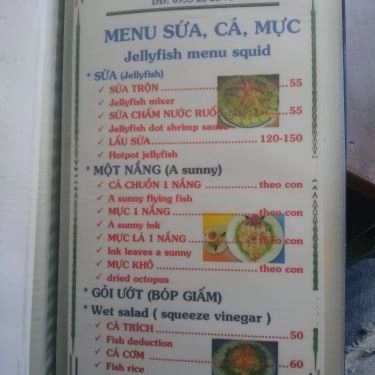 MENU SỨA, CÁ, MỰC
Jellyfish menu squid
* SỨA (Jellyfish)
✓ SỨA TRỘN 55
✓ Jellyfish mixer
✓ SỨA CHẤM NƯỚC RUỐC 55
✓ Jellyfish dot shrimp sauce
✓ LẨU SỨA 120-150
✓ Hotpot jellyfish
* MỘT NẮNG (A sunny)
✓ CÁ CHUỒN 1 NẮNG theo con
✓ A sunny flying fish
✓ MỰC 1 NẮNG theo con
✓ A sunny ink
✓ MỰC LÁ 1 NẮNG theo con
✓ Ink leaves a sunny
✓ MỰC KHÔ theo con
✓ dried octopus
* GỎI ƯỚT (BÓP GIẤM)
* Wet salad ( squeeze vinegar )
✓ CÁ TRÍCH 50
✓ Fish deduction
✓ CÁ CƠM 60
✓ Fish rice